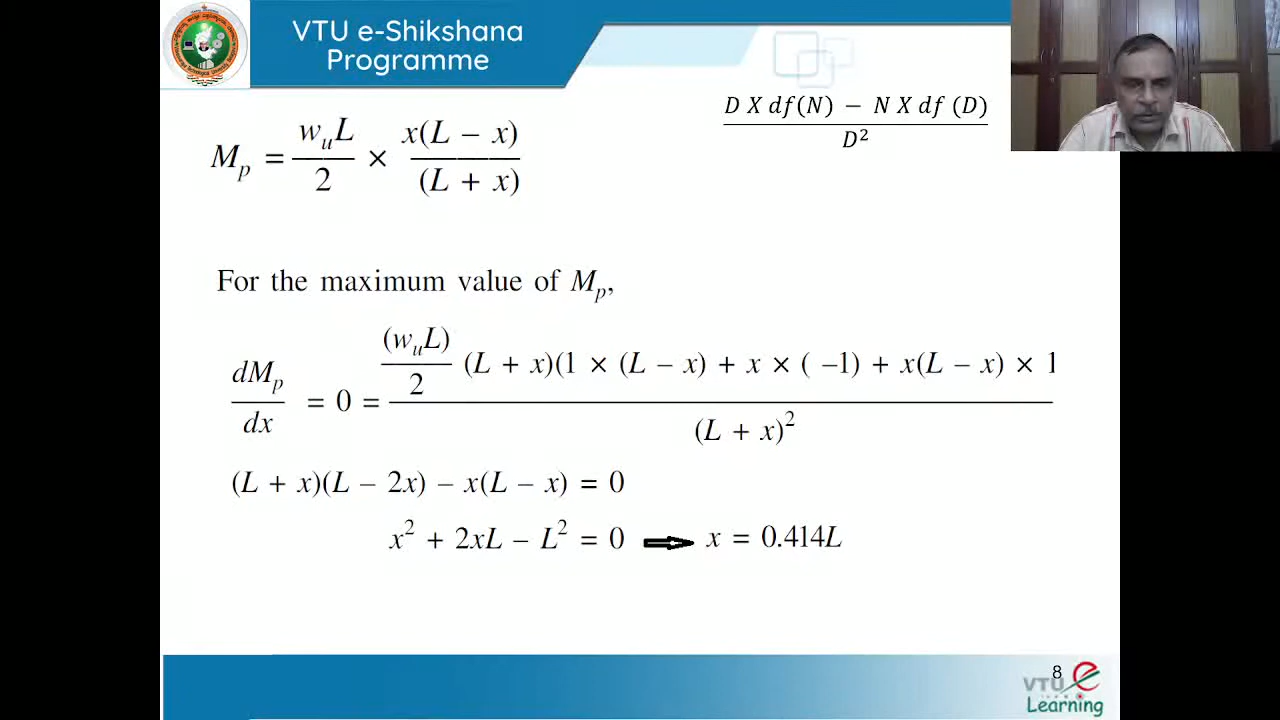 VTU e-Shikshana
Programme
D X df(N) − N X df (D)
D²
M_p = w_u L / 2 × x(L – x) / (L + x)
For the maximum value of M_p,
dM_p / dx = 0 = (w_u L) / 2 (L + x)(1 × (L – x) + x × ( –1) + x(L – x) × 1
(L + x)²
(L + x)(L – 2x) – x(L – x) = 0
x² + 2xL – L² = 0 ⇒ x = 0.414L
8
VTU e
Learning